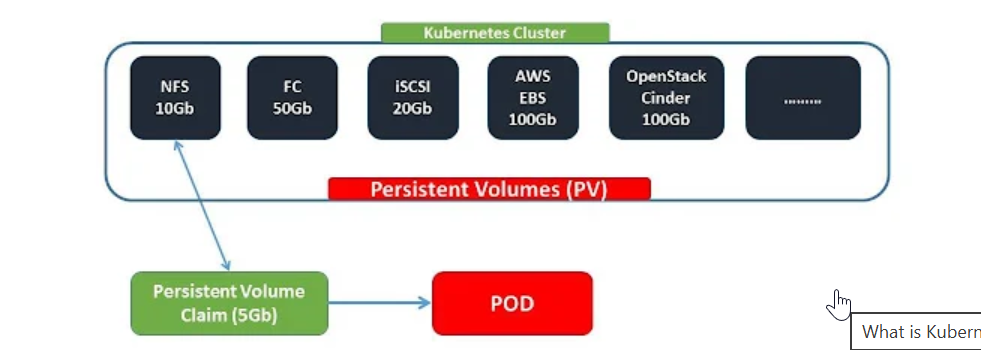 Kubernetes Cluster
NFS
10Gb
FC
50Gb
iSCSI
20Gb
AWS
EBS
100Gb
OpenStack
Cinder
100Gb
.........
Persistent Volumes (PV)
Persistent Volume
Claim (5Gb)
POD
What is Kubern